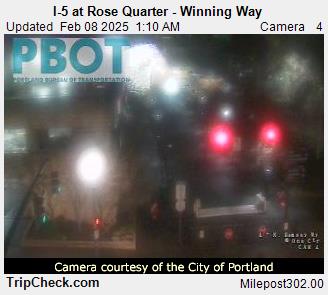 I-5 at Rose Quarter - Winning Way
Updated Feb 08 2025 1:10 AM Camera 4
PBOT
PORTLAND BUREAU OF TRANSPORTATION
Camera courtesy of the City of Portland
TripCheck.com Milepost302.00